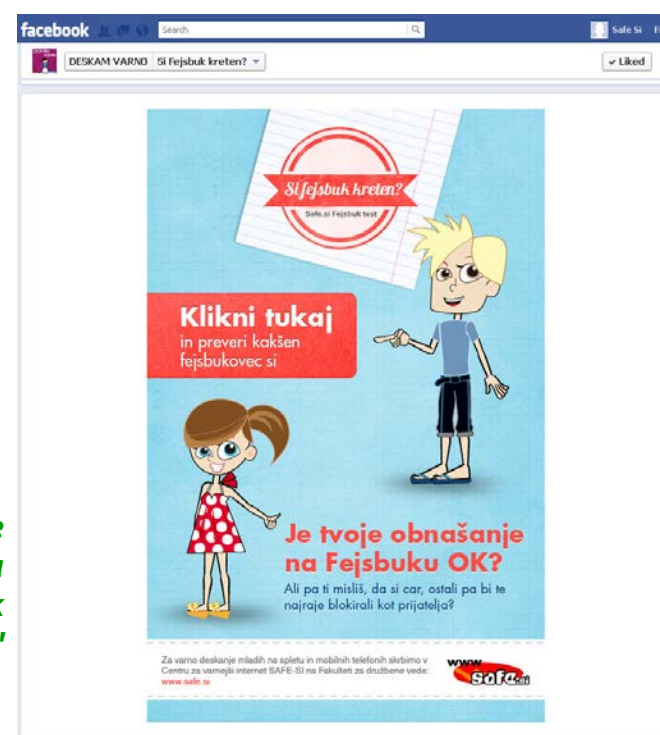 facebook
Search
Safe Si
DESKAM VARNO
Si Fejsbuk kreten?
Liked
Si fejsbuk kreten?
Safe.si Fejsbuk test
Klikni tukaj
in preveri kakšen
fejsbukovec si
Je tvoje obnašanje
na Fejsbuku OK?
Ali pa ti misliš, da si car, ostali pa bi te
najraje blokirali kot prijatelja?
Za varno deskanje mladih na spletu in mobilnih telefonih skrbimo v
Centru za varnejši internet SAFE-SI na Fakulteti za družbene vede:
www.safe.si
www
safe.si